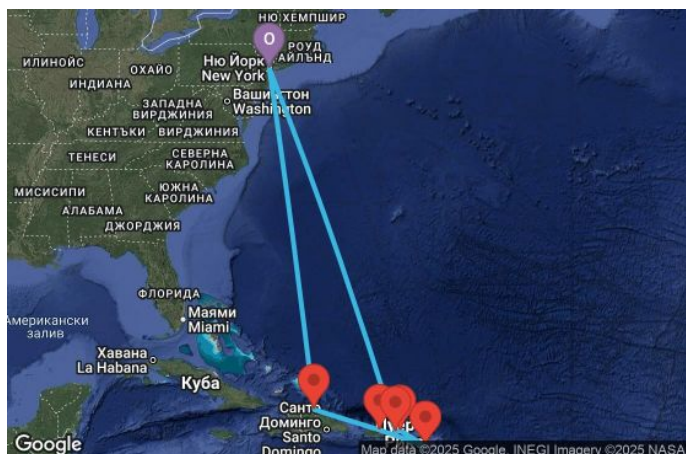 НЮ ХЕМПШИР
O
РОУД
АЙЛЪНД
Ню Йорк
New York
ИЛИНОЙС
ОХАЙО
ИНДИАНА
Вашингтон
Washington
ЗАПАДНА
ВИРДЖИНИЯ
КЕНТЪКИ
ВИРДЖИНИЯ
ТЕНЕСИ
СЕВЕРНА
КАРОЛИНА
МИСИСИПИ
ЮЖНА
КАРОЛИНА
АЛАБАМА
ДЖОРДЖИЯ
ФЛОРИДА
Маями
Miami
Американски
залив
Хавана
La Habana
Куба
Санто
Доминго
Santo
Domingo
Google
Map data ©2025 Google, INEGI Imagery ©2025 NASA